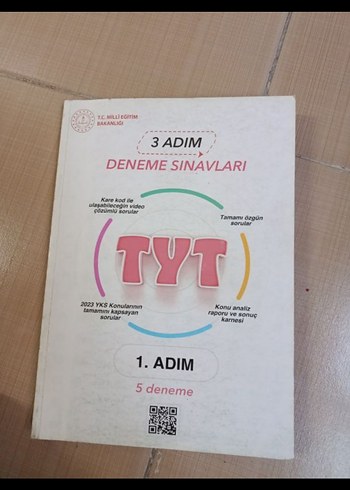 T.C. MİLLÎ EĞİTİM
BAKANLIĞI
3 ADIM
DENEME SINAVLARI
Kare kod ile
ulaşabileceğin video
çözümlü sorular
Tamamı özgün
sorular
TYT
2023 YKS Konularının
tamamını kapsayan
sorular
Konu analiz
raporu ve sonuç
karnesi
1. ADIM
5 deneme